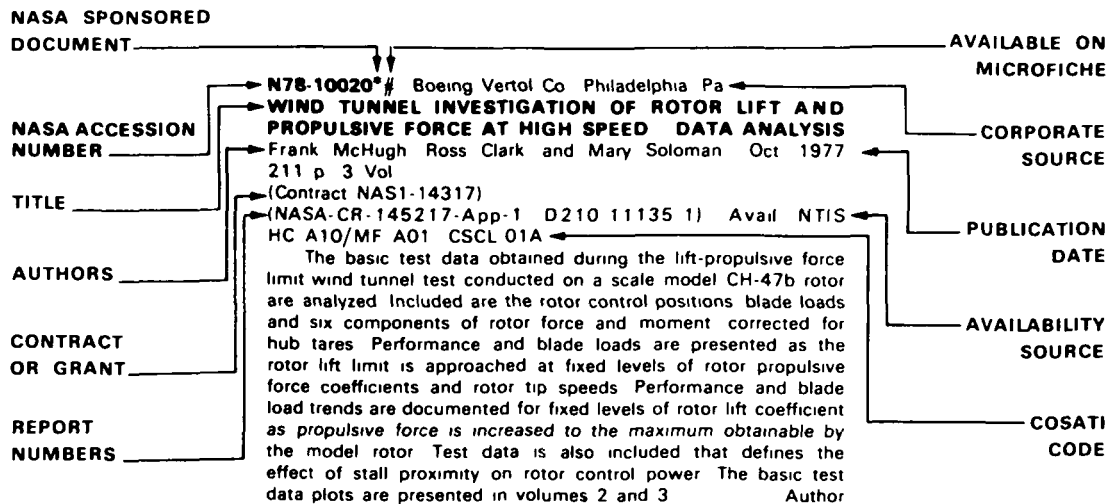 NASA SPONSORED
DOCUMENT
AVAILABLE ON
MICROFICHE
N78-10020*# Boeing Vertol Co Philadelphia Pa
WIND TUNNEL INVESTIGATION OF ROTOR LIFT AND
PROPULSIVE FORCE AT HIGH SPEED DATA ANALYSIS
Frank McHugh Ross Clark and Mary Soloman Oct 1977
211 p 3 Vol
(Contract NAS1-14317)
(NASA-CR-145217-App-1 D210 11135 1) Avail NTIS
HC A10/MF A01 CSCL 01A
The basic test data obtained during the lift-propulsive force
limit wind tunnel test conducted on a scale model CH-47b rotor
are analyzed Included are the rotor control positions blade loads
and six components of rotor force and moment corrected for
hub tares Performance and blade loads are presented as the
rotor lift limit is approached at fixed levels of rotor propulsive
force coefficients and rotor tip speeds Performance and blade
load trends are documented for fixed levels of rotor lift coefficient
as propulsive force is increased to the maximum obtainable by
the model rotor Test data is also included that defines the
effect of stall proximity on rotor control power The basic test
data plots are presented in volumes 2 and 3 Author
NASA ACCESSION
NUMBER
TITLE
AUTHORS
CONTRACT
OR GRANT
REPORT
NUMBERS
CORPORATE
SOURCE
PUBLICATION
DATE
AVAILABILITY
SOURCE
COSATI
CODE